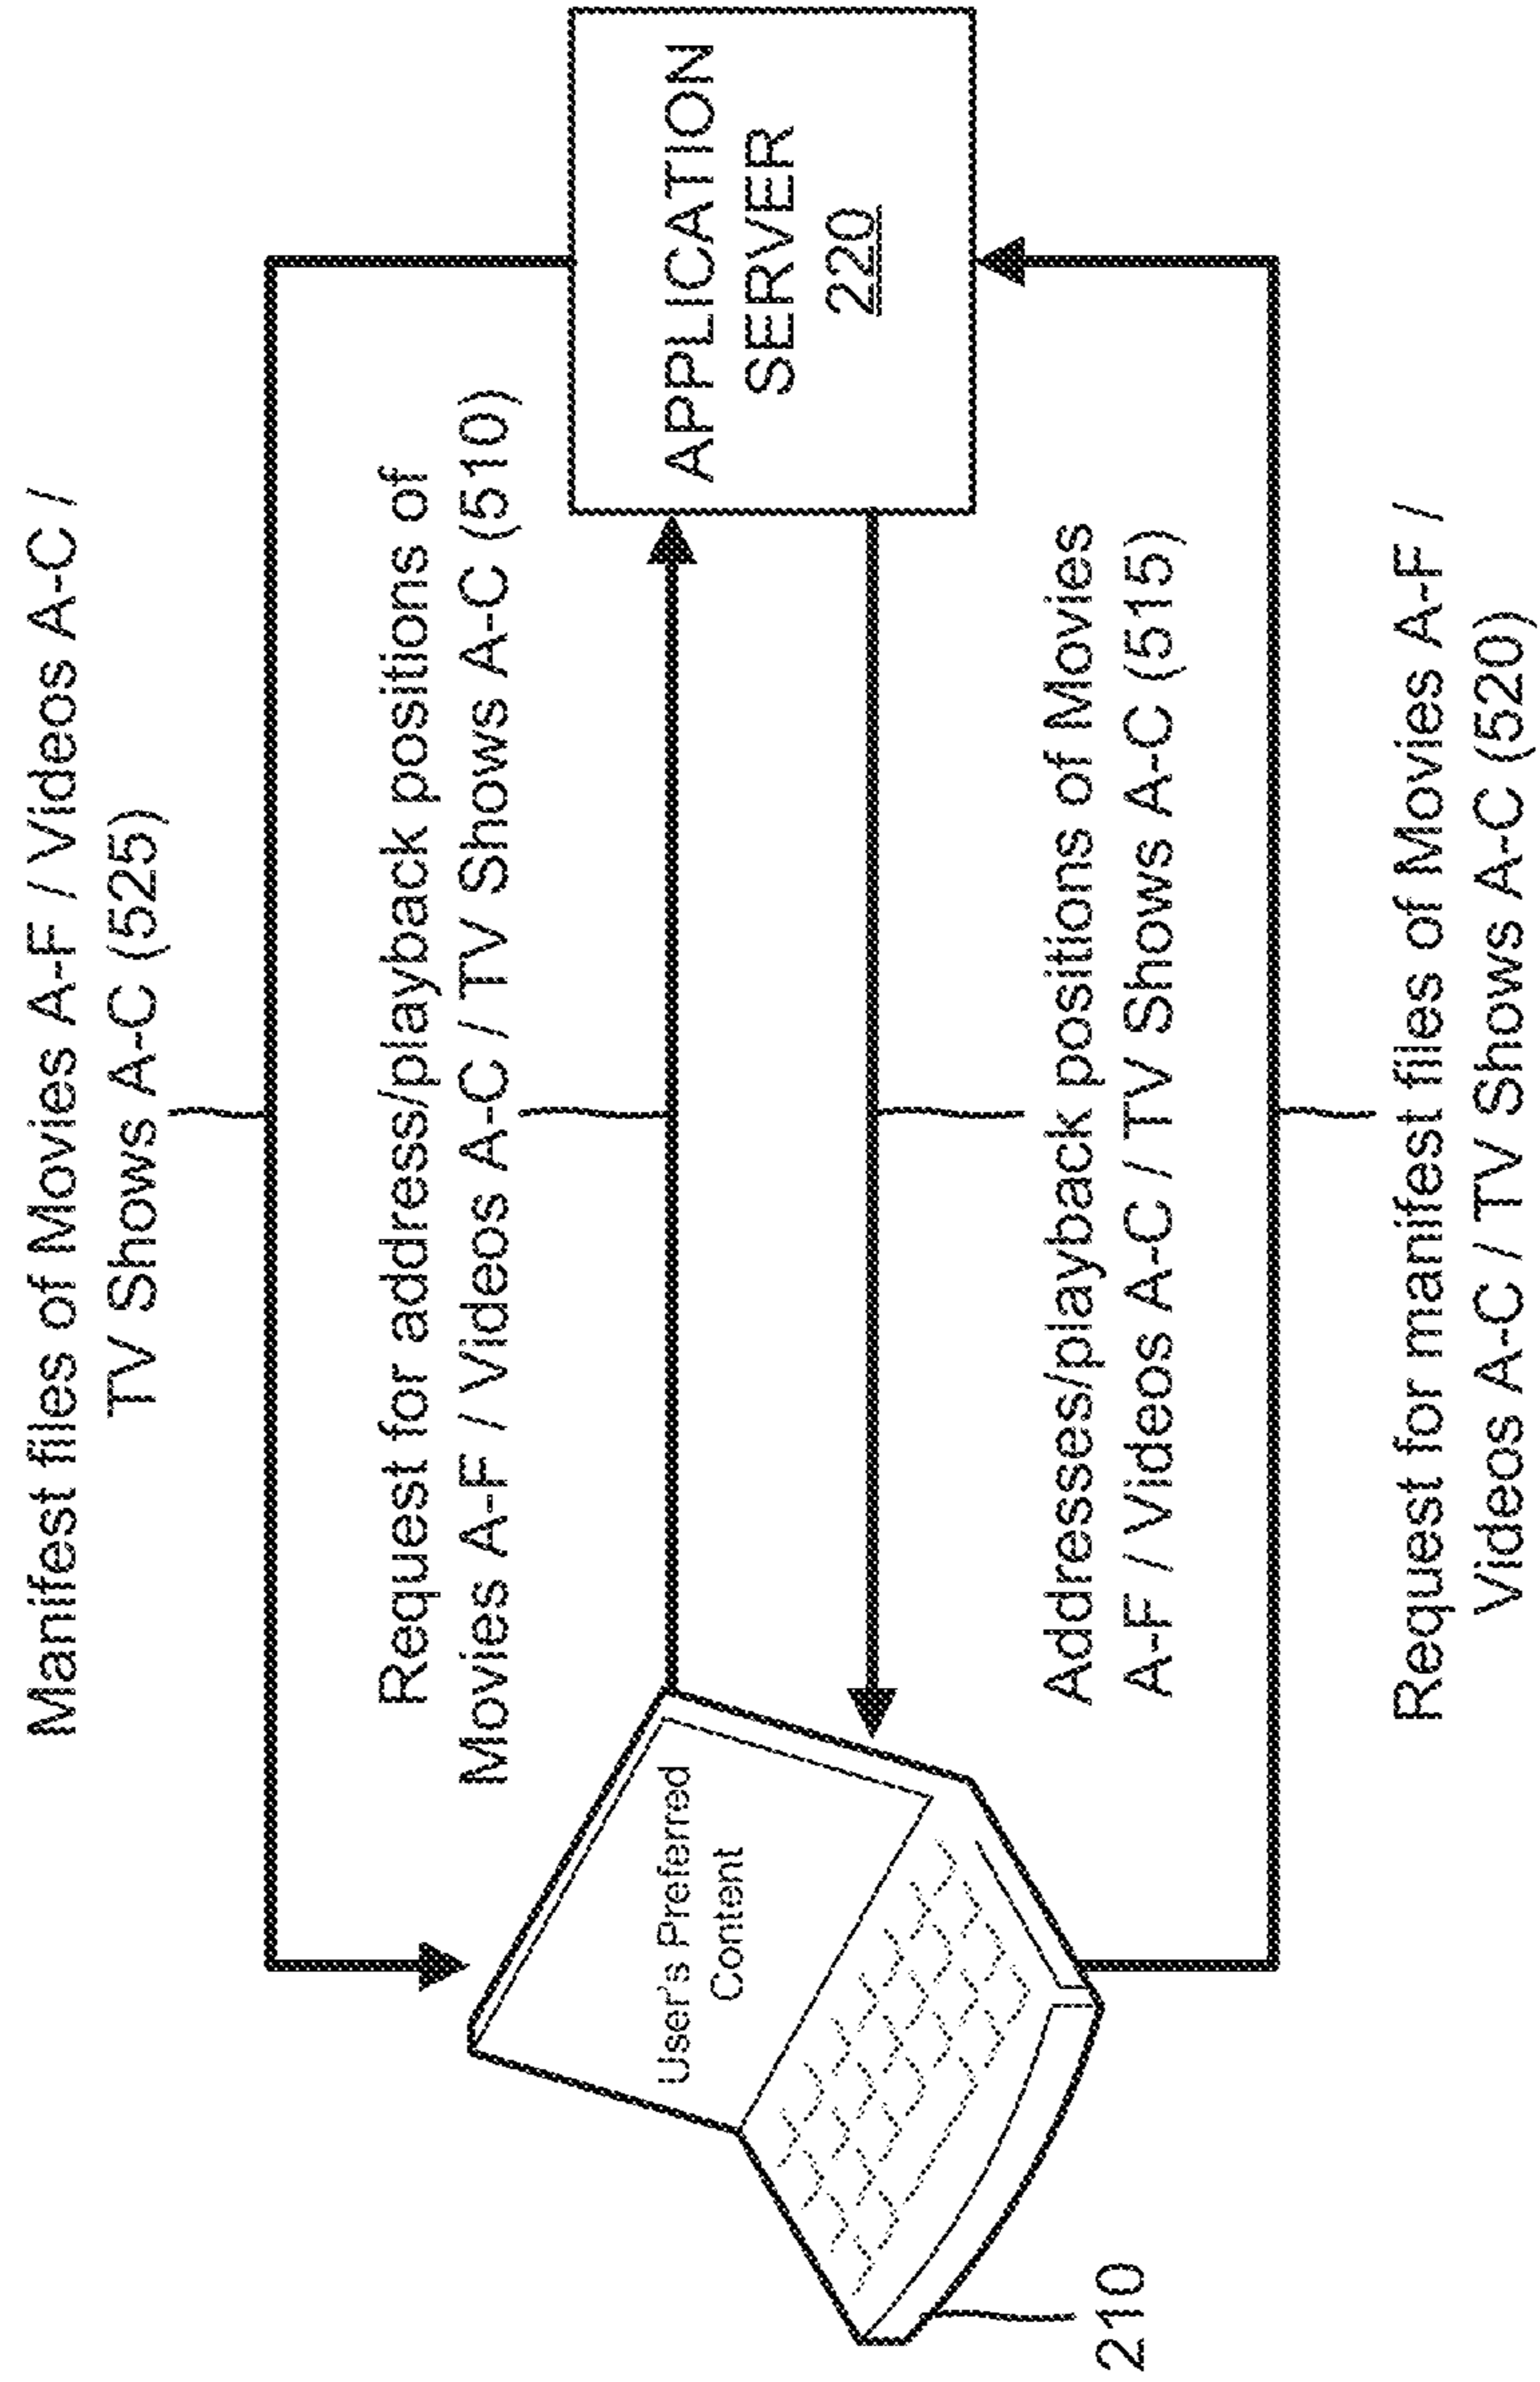 Manifest files of Movies A-F / Videos A-C /
TV Shows A-C (525)
Request for address/playback positions of
Movies A-F / Videos A-C / TV Shows A-C (510)
User's Preferred
Content
APPLICATION
SERVER
220
Addresses/playback positions of Movies
A-F / Videos A-C / TV Shows A-C (515)
210
Request for manifest files of Movies A-F /
Videos A-C / TV Shows A-C (520)